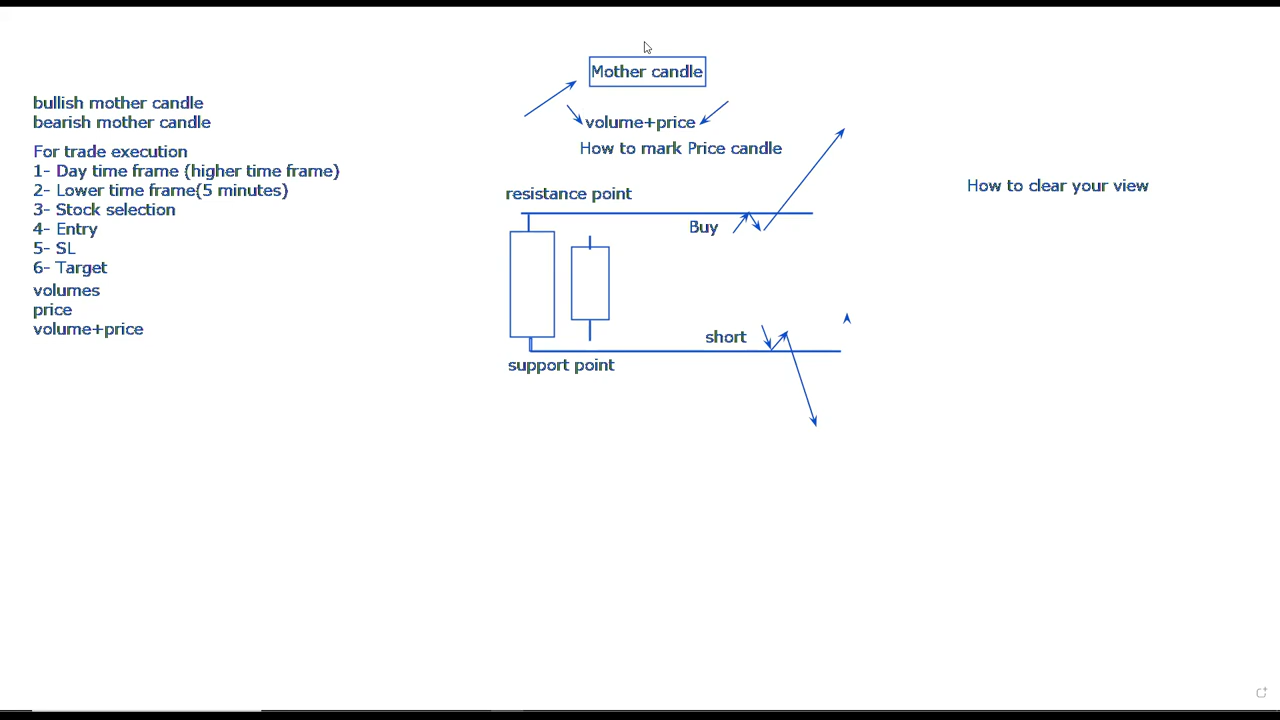 Mother candle
bullish mother candle
bearish mother candle
volume+price
How to mark Price candle
For trade execution
1- Day time frame (higher time frame)
2- Lower time frame(5 minutes)
3- Stock selection
4- Entry
5- SL
6- Target
volumes
price
volume+price
resistance point
Buy
short
support point
How to clear your view